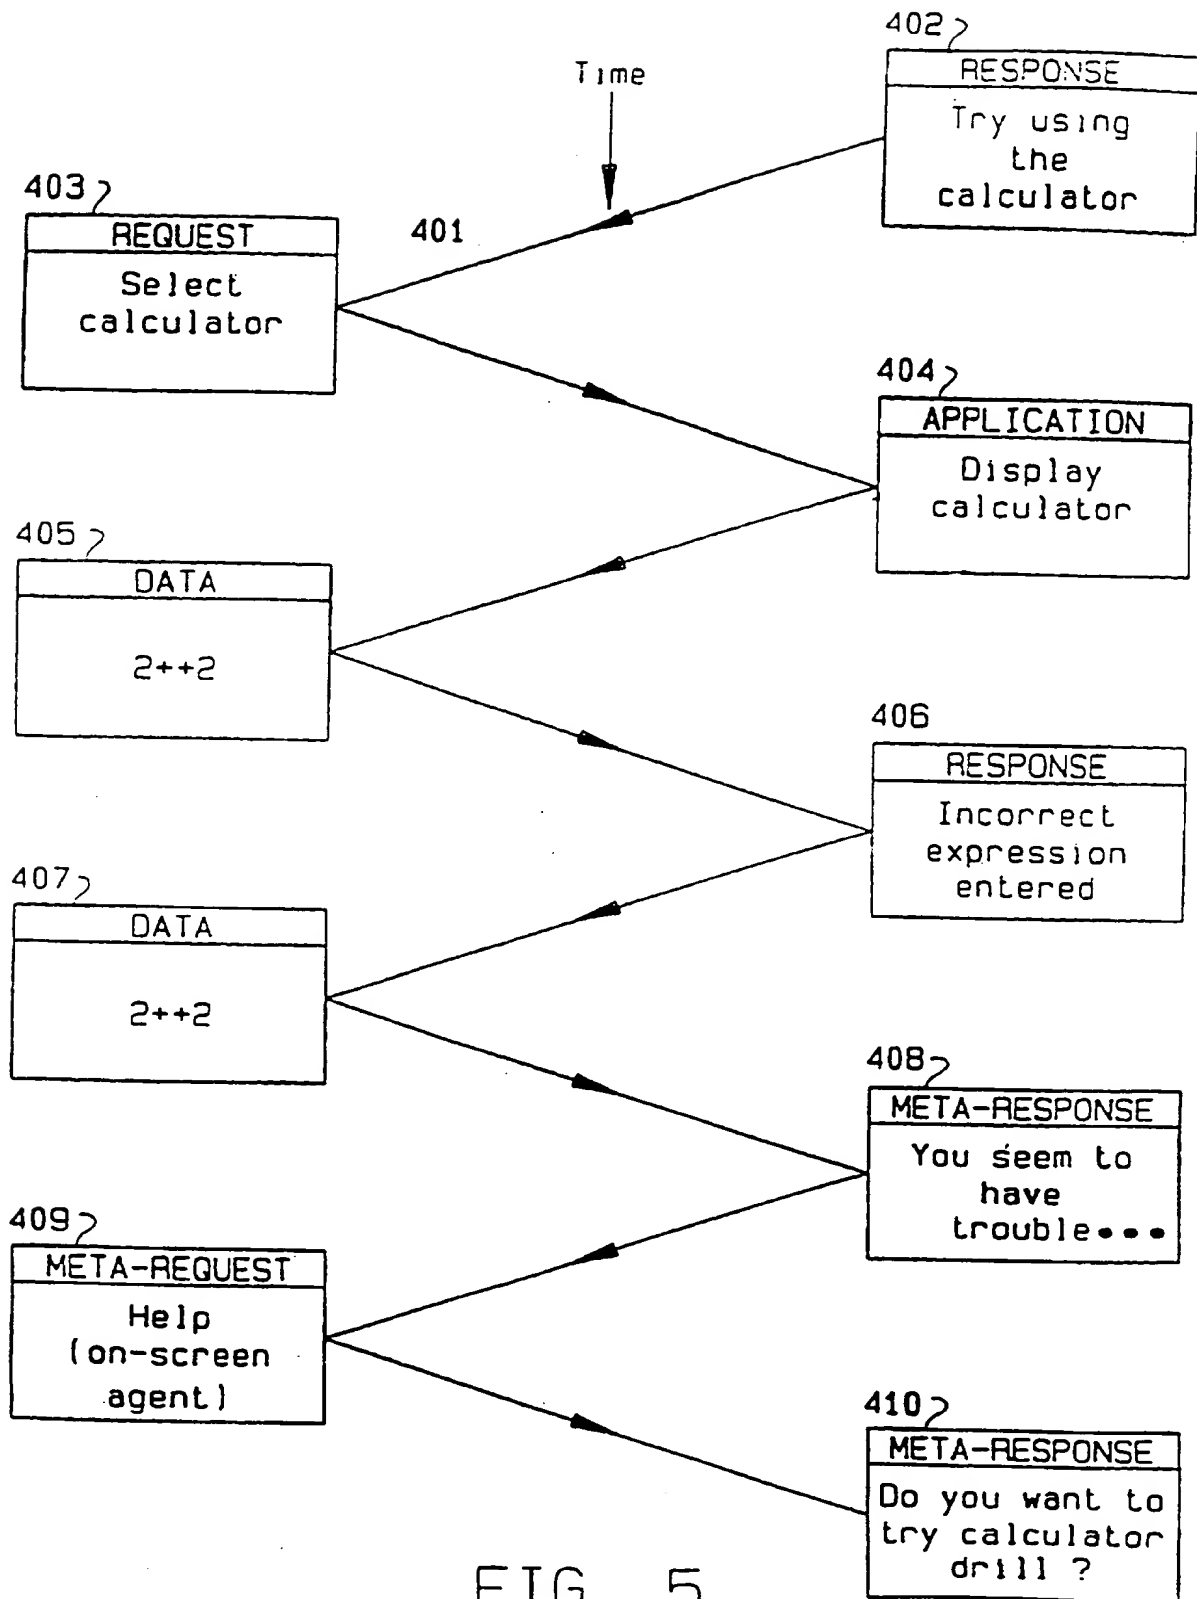 402
RESPONSE
Try using
the
calculator
Time
403
REQUEST
Select
calculator
401
404
APPLICATION
Display
calculator
405
DATA
2++2
406
RESPONSE
Incorrect
expression
entered
407
DATA
2++2
408
META-RESPONSE
You seem to
have
trouble•••
409
META-REQUEST
Help
(on-screen
agent)
410
META-RESPONSE
Do you want to
try calculator
drill ?
FIG. 5